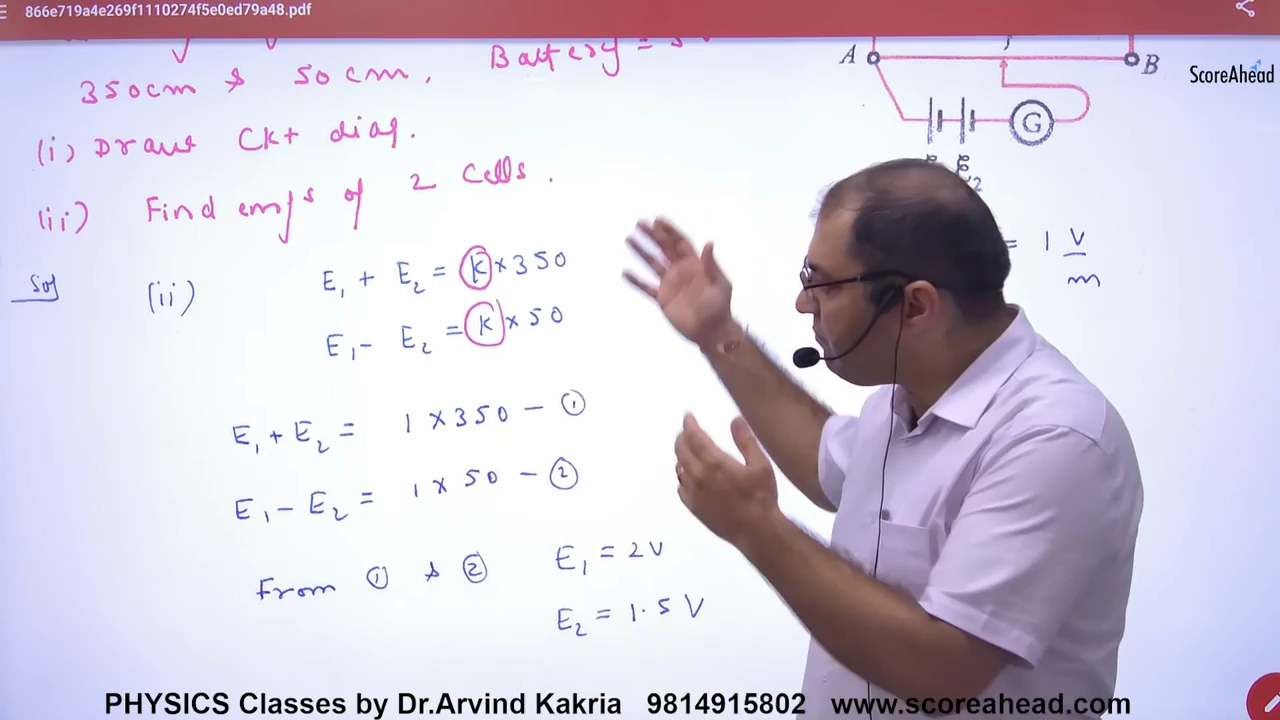 866e719a4e269f1110274f5e0ed79a48.pdf
Battery =
350cm & 50cm.
(i) Draw Ckt diag.
(ii) Find emfs of 2 Cells.
A
B
G
ScoreAhead
= 1 V/m
Sol (ii) E₁ + E₂ = K×350
E₁ - E₂ = K×50
E₁ + E₂ = 1×350 - ①
E₁ - E₂ = 1×50 - ②
From ① & ② E₁ = 2V
E₂ = 1.5 V
PHYSICS Classes by Dr.Arvind Kakria 9814915802 www.scoreahead.com